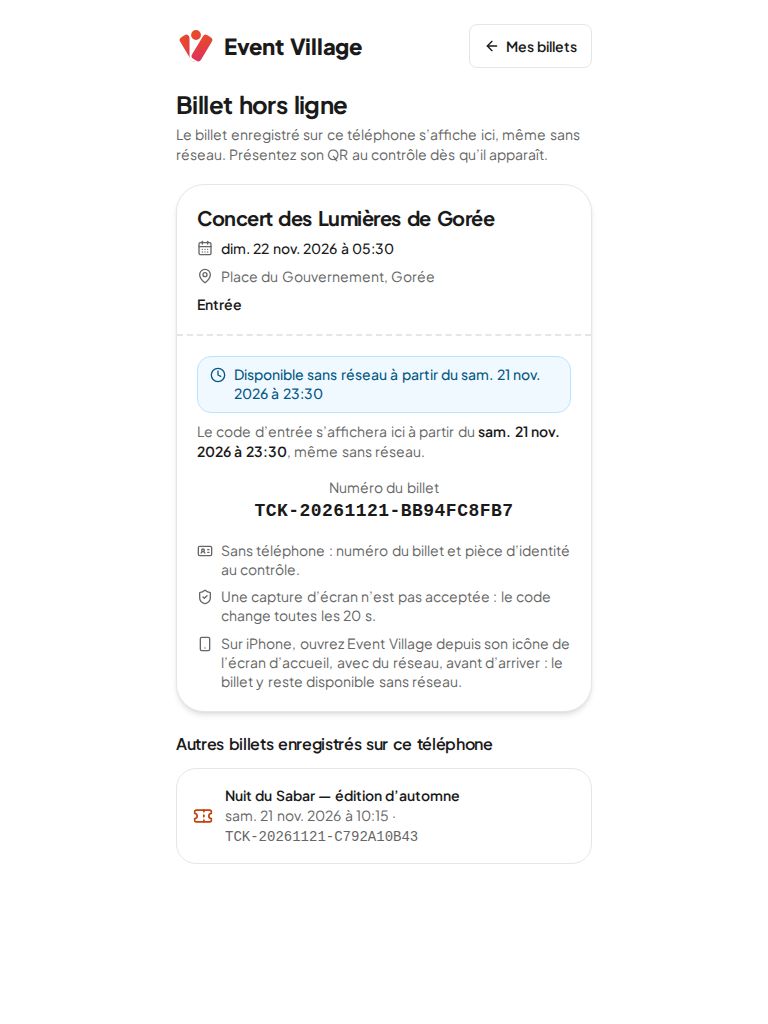 Event Village
Mes billets
Billet hors ligne
Le billet enregistré sur ce téléphone s’affiche ici, même sans
réseau. Présentez son QR au contrôle dès qu’il apparaît.
Concert des Lumières de Gorée
dim. 22 nov. 2026 à 05:30
Place du Gouvernement, Gorée
Entrée
Disponible sans réseau à partir du sam. 21 nov.
2026 à 23:30
Le code d’entrée s’affichera ici à partir du sam. 21 nov.
2026 à 23:30, même sans réseau.
Numéro du billet
TCK-20261121-BB94FC8FB7
Sans téléphone : numéro du billet et pièce d’identité
au contrôle.
Une capture d’écran n’est pas acceptée : le code
change toutes les 20 s.
Sur iPhone, ouvrez Event Village depuis son icône de
l’écran d’accueil, avec du réseau, avant d’arriver : le
billet y reste disponible sans réseau.
Autres billets enregistrés sur ce téléphone
Nuit du Sabar — édition d’automne
sam. 21 nov. 2026 à 10:15 ·
TCK-20261121-C792A10B43